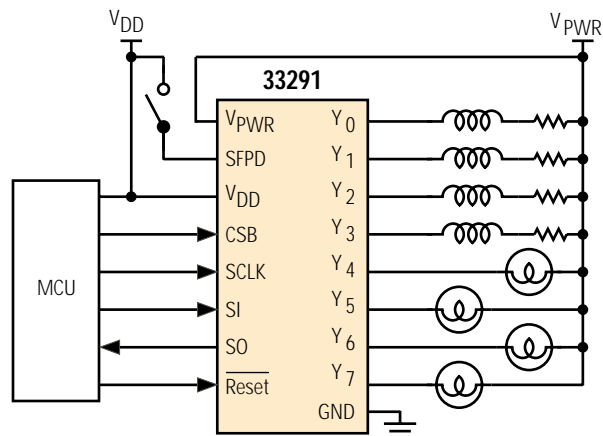 VDD
VPWR
33291
VPWR
Y0
SFPD
Y1
VDD
Y2
CSB
Y3
MCU
SCLK
Y4
SI
Y5
SO
Y6
Reset
Y7
GND